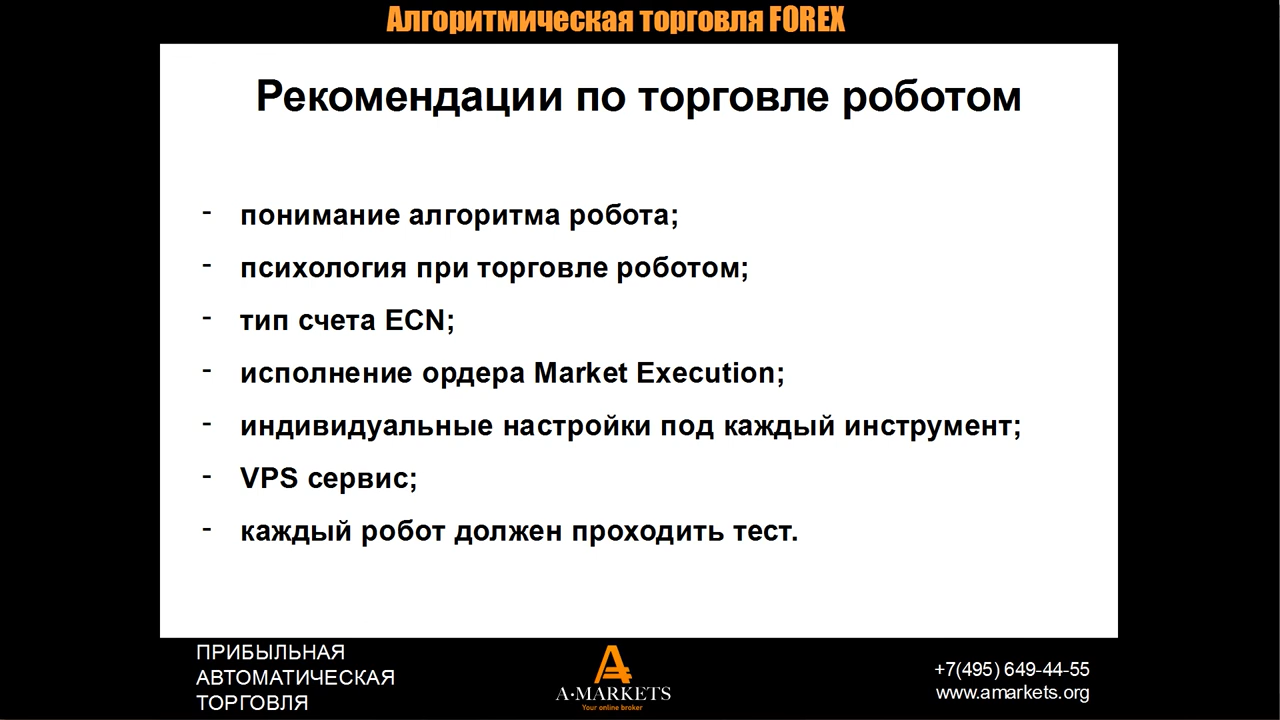 Алгоритмическая торговля FOREX
Рекомендации по торговле роботом
- понимание алгоритма робота;
- психология при торговле роботом;
- тип счета ECN;
- исполнение ордера Market Execution;
- индивидуальные настройки под каждый инструмент;
- VPS сервис;
- каждый робот должен проходить тест.
ПРИБЫЛЬНАЯ
АВТОМАТИЧЕСКАЯ
ТОРГОВЛЯ
A·MARKETS
Your online broker
+7(495) 649-44-55
www.amarkets.org